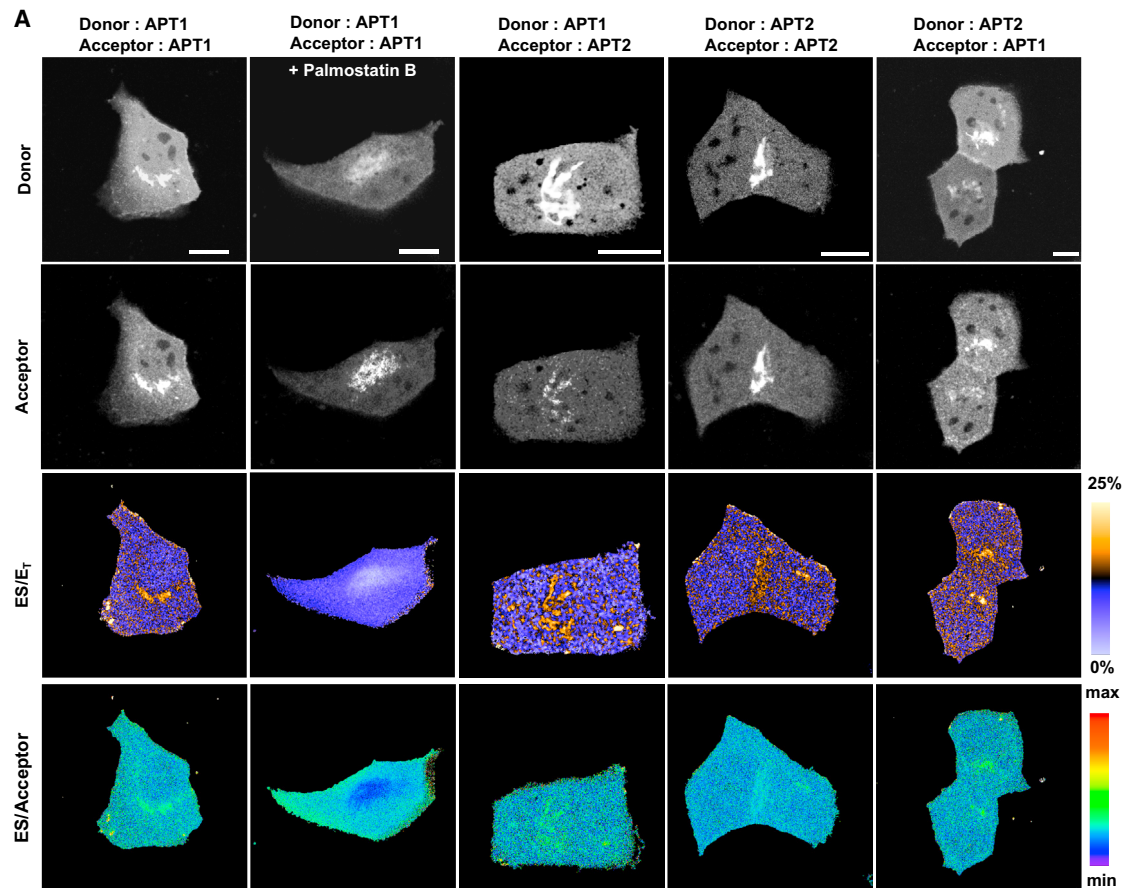 A
Donor : APT1
Acceptor : APT1
Donor : APT1
Acceptor : APT1
+ Palmostatin B
Donor : APT1
Acceptor : APT2
Donor : APT2
Acceptor : APT2
Donor : APT2
Acceptor : APT1
Donor
Acceptor
ES/ET
25%
0%
ES/Acceptor
max
min